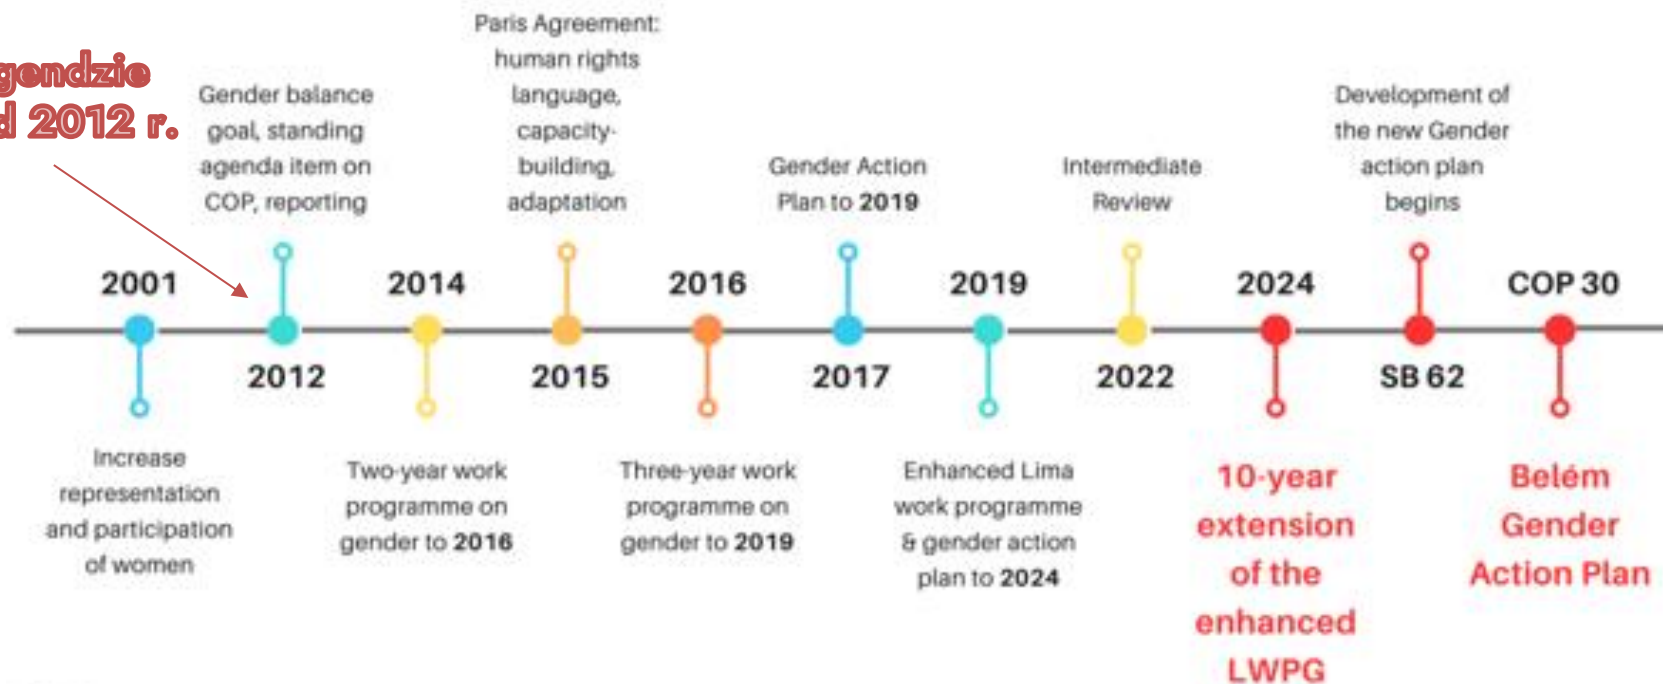 gendzie
d 2012 r.
Paris Agreement:
human rights
language,
capacity-
building,
adaptation
Gender balance
goal, standing
agenda item on
COP, reporting
Gender Action
Plan to 2019
Intermediate
Review
Development of
the new Gender
action plan
begins
2001
2014
2016
2019
2024
COP 30
2012
2015
2017
2022
SB 62
Increase
representation
and participation
of women
Two-year work
programme on
gender to 2016
Three-year work
programme on
gender to 2019
Enhanced Lima
work programme
& gender action
plan to 2024
10-year
extension
of the
enhanced
LWPG
Belém
Gender
Action Plan